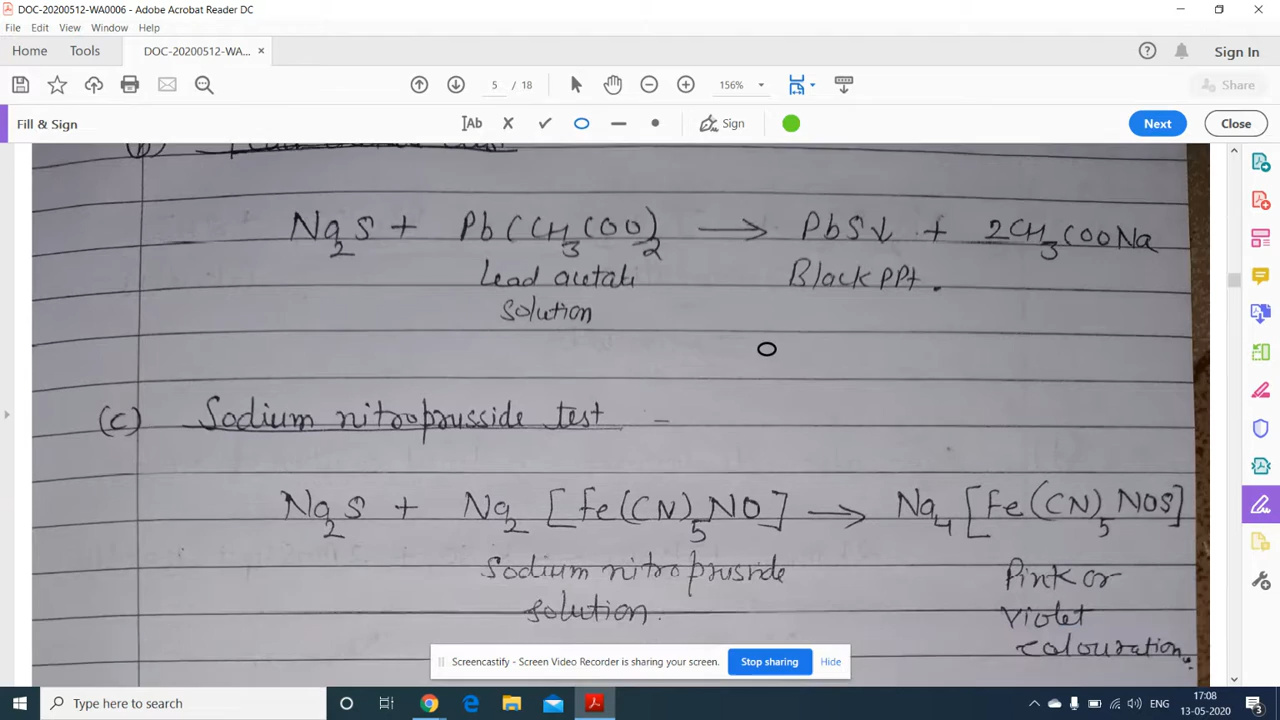 DOC-20200512-WA0006 - Adobe Acrobat Reader DC
File Edit View Window Help
Home Tools DOC-20200512-WA... × Sign In
5 / 18 156% Share
Fill & Sign Ab Sign Next Close
Na₂S + Pb(CH₃COO)₂ → PbS↓ + 2CH₃COONa
Lead acetate Black PPt.
solution
(c) Sodium nitroprusside test –
Na₂S + Na₂[Fe(CN)₅NO] → Na₄[Fe(CN)₅NOS]
Sodium nitroprusside Pink or
solution. Violet
colouration.
Screencastify - Screen Video Recorder is sharing your screen. Stop sharing Hide
Type here to search ENG 17:08
13-05-2020 3